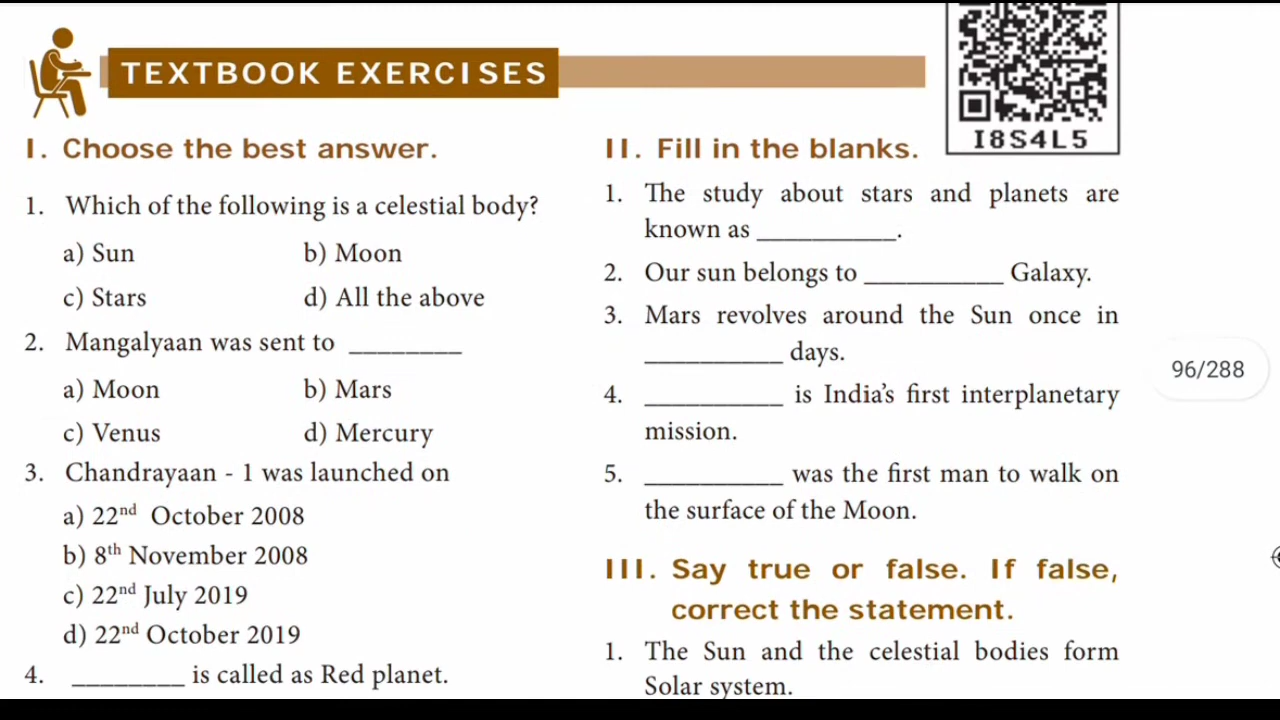 TEXTBOOK EXERCISES
I8S4L5
I. Choose the best answer.
1. Which of the following is a celestial body?
a) Sun b) Moon
c) Stars d) All the above
2. Mangalyaan was sent to ________
a) Moon b) Mars
c) Venus d) Mercury
3. Chandrayaan - 1 was launched on
a) 22nd October 2008
b) 8th November 2008
c) 22nd July 2019
d) 22nd October 2019
4. ________ is called as Red planet.
II. Fill in the blanks.
1. The study about stars and planets are
known as __________.
2. Our sun belongs to __________ Galaxy.
3. Mars revolves around the Sun once in
__________ days.
4. __________ is India's first interplanetary
mission.
5. __________ was the first man to walk on
the surface of the Moon.
III. Say true or false. If false,
correct the statement.
1. The Sun and the celestial bodies form
Solar system.
96/288